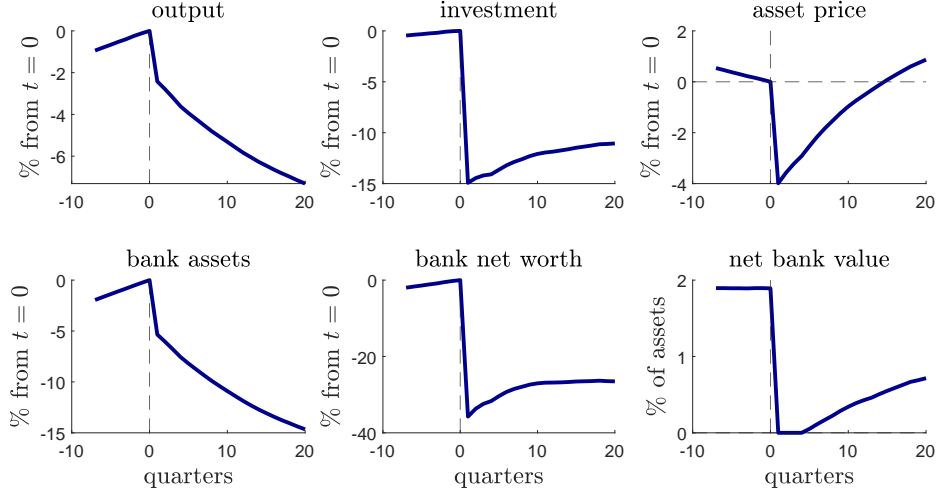 output
% from t = 0
0
-2
-4
-6
-10 0 10 20
investment
% from t = 0
0
-5
-10
-15
-10 0 10 20
asset price
% from t = 0
2
0
-2
-4
-10 0 10 20
bank assets
% from t = 0
0
-5
-10
-15
-10 0 10 20
quarters
bank net worth
% from t = 0
0
-20
-40
-10 0 10 20
quarters
net bank value
% of assets
2
1
0
-10 0 10 20
quarters